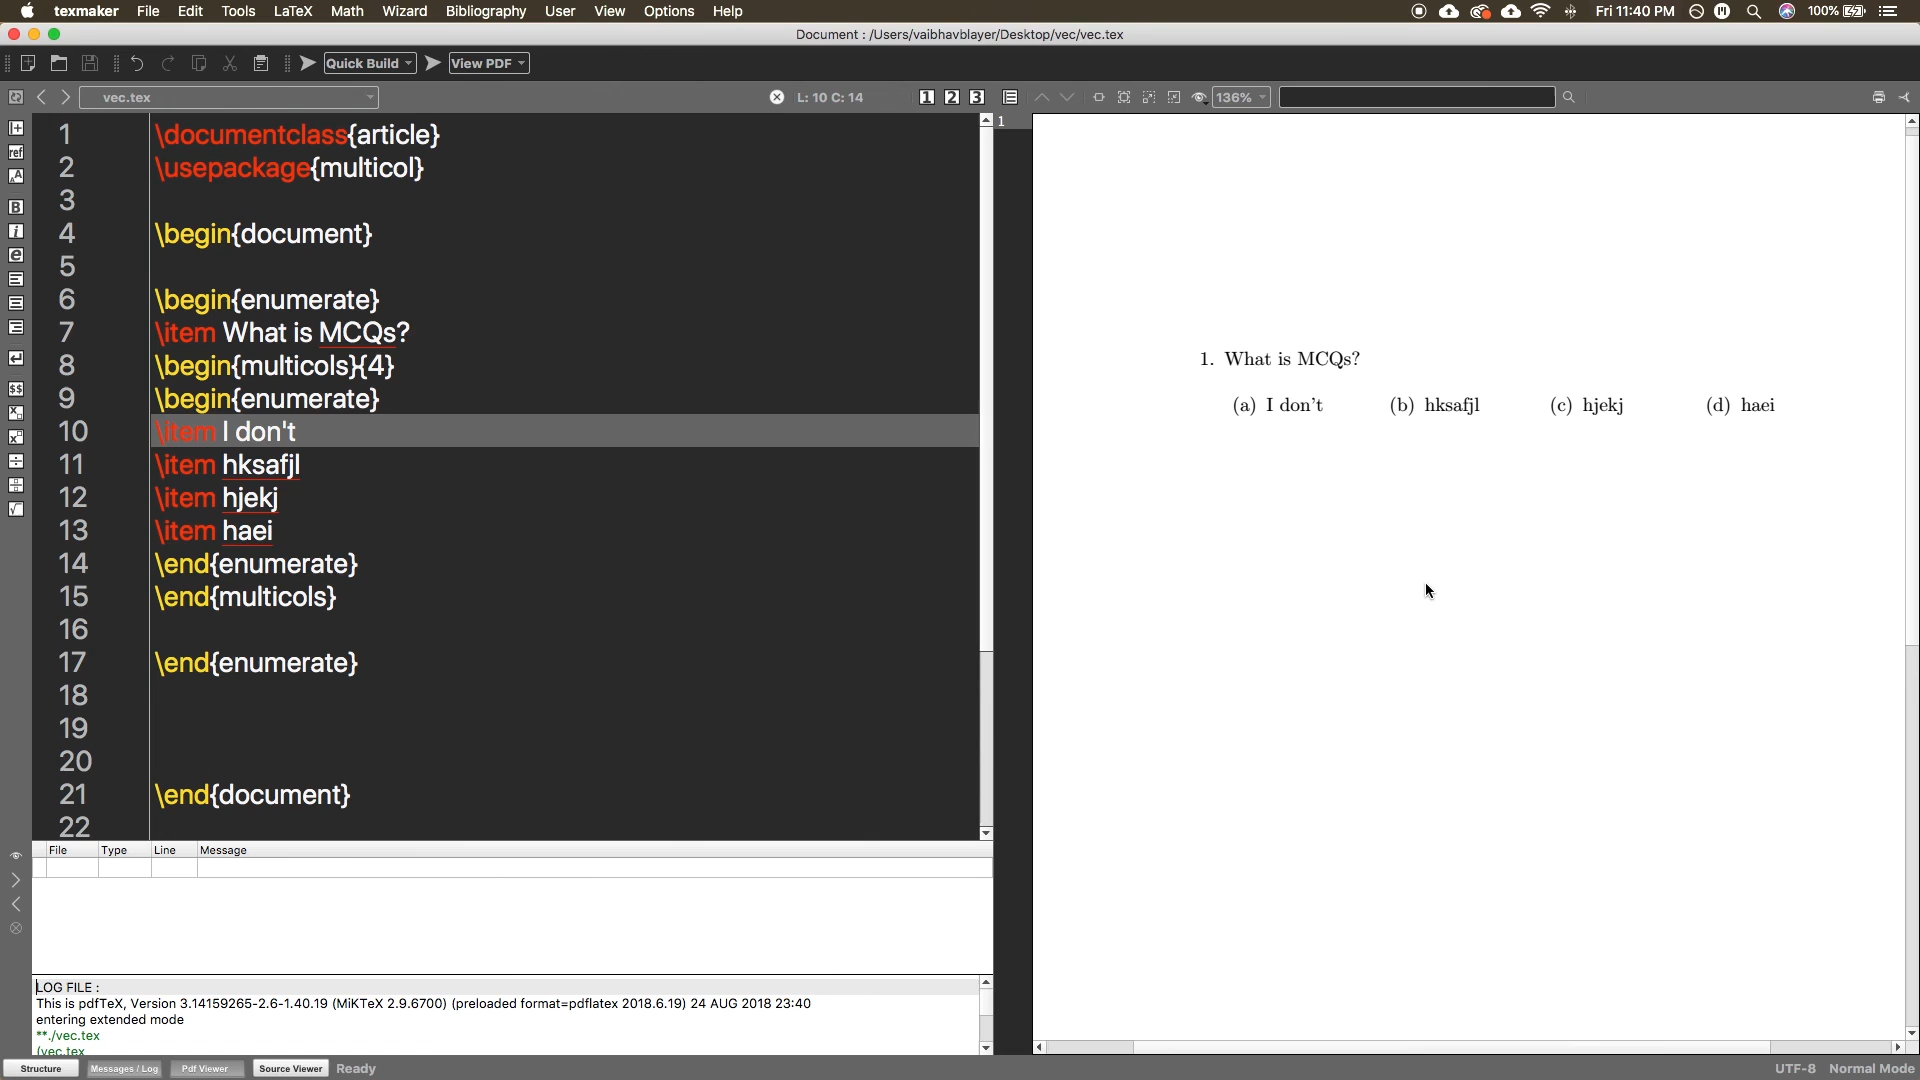 texmaker File Edit Tools LaTeX Math Wizard Bibliography User View Options Help Fri 11:40 PM 100%
Document : /Users/vaibhavblayer/Desktop/vec/vec.tex
Quick Build View PDF
vec.tex L: 10 C: 14 1 2 3 136%
1 \documentclass{article}
2 \usepackage{multicol}
3
4 \begin{document}
5
6 \begin{enumerate}
7 \item What is MCQs?
8 \begin{multicols}{4}
9 \begin{enumerate}
10 \item I don't
11 \item hksafjl
12 \item hjekj
13 \item haei
14 \end{enumerate}
15 \end{multicols}
16
17 \end{enumerate}
18
19
20
21 \end{document}
22
1
1. What is MCQs?
(a) I don't (b) hksafjl (c) hjekj (d) haei
File Type Line Message
LOG FILE :
This is pdfTeX, Version 3.14159265-2.6-1.40.19 (MiKTeX 2.9.6700) (preloaded format=pdflatex 2018.6.19) 24 AUG 2018 23:40
entering extended mode
**./vec.tex
(vec.tex
Structure Messages / Log Pdf Viewer Source Viewer Ready UTF-8 Normal Mode